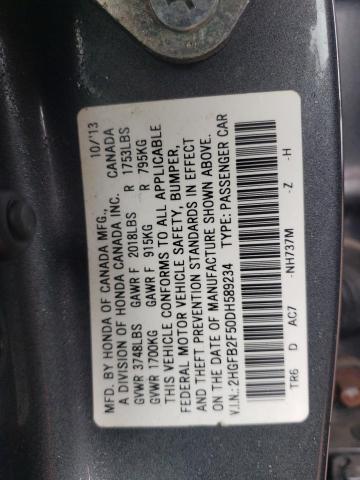 MFD. BY HONDA OF CANADA MFG., 10/13
A DIVISION OF HONDA CANADA INC. CANADA
GVWR 3748LBS GAWR F 2018LBS R 1753LBS
GVWR 1700KG GAWR F 915KG R 795KG
THIS VEHICLE CONFORMS TO ALL APPLICABLE
FEDERAL MOTOR VEHICLE SAFETY, BUMPER,
AND THEFT PREVENTION STANDARDS IN EFFECT
ON THE DATE OF MANUFACTURE SHOWN ABOVE.
V.I.N.: 2HGFB2F50DH589234 TYPE: PASSENGER CAR
TR6 D AC7 -NH737M -Z -H